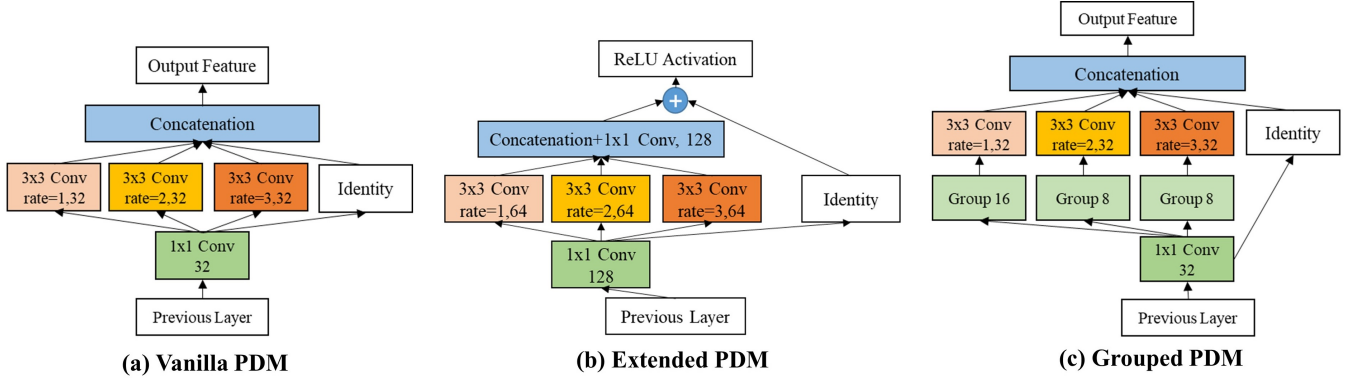 Output Feature
Concatenation
3x3 Conv
rate=1,32
3x3 Conv
rate=2,32
3x3 Conv
rate=3,32
Identity
1x1 Conv
32
Previous Layer
(a) Vanilla PDM
ReLU Activation
+
Concatenation+1x1 Conv, 128
3x3 Conv
rate=1,64
3x3 Conv
rate=2,64
3x3 Conv
rate=3,64
Identity
1x1 Conv
128
Previous Layer
(b) Extended PDM
Output Feature
Concatenation
3x3 Conv
rate=1,32
3x3 Conv
rate=2,32
3x3 Conv
rate=3,32
Identity
Group 16
Group 8
Group 8
1x1 Conv
32
Previous Layer
(c) Grouped PDM